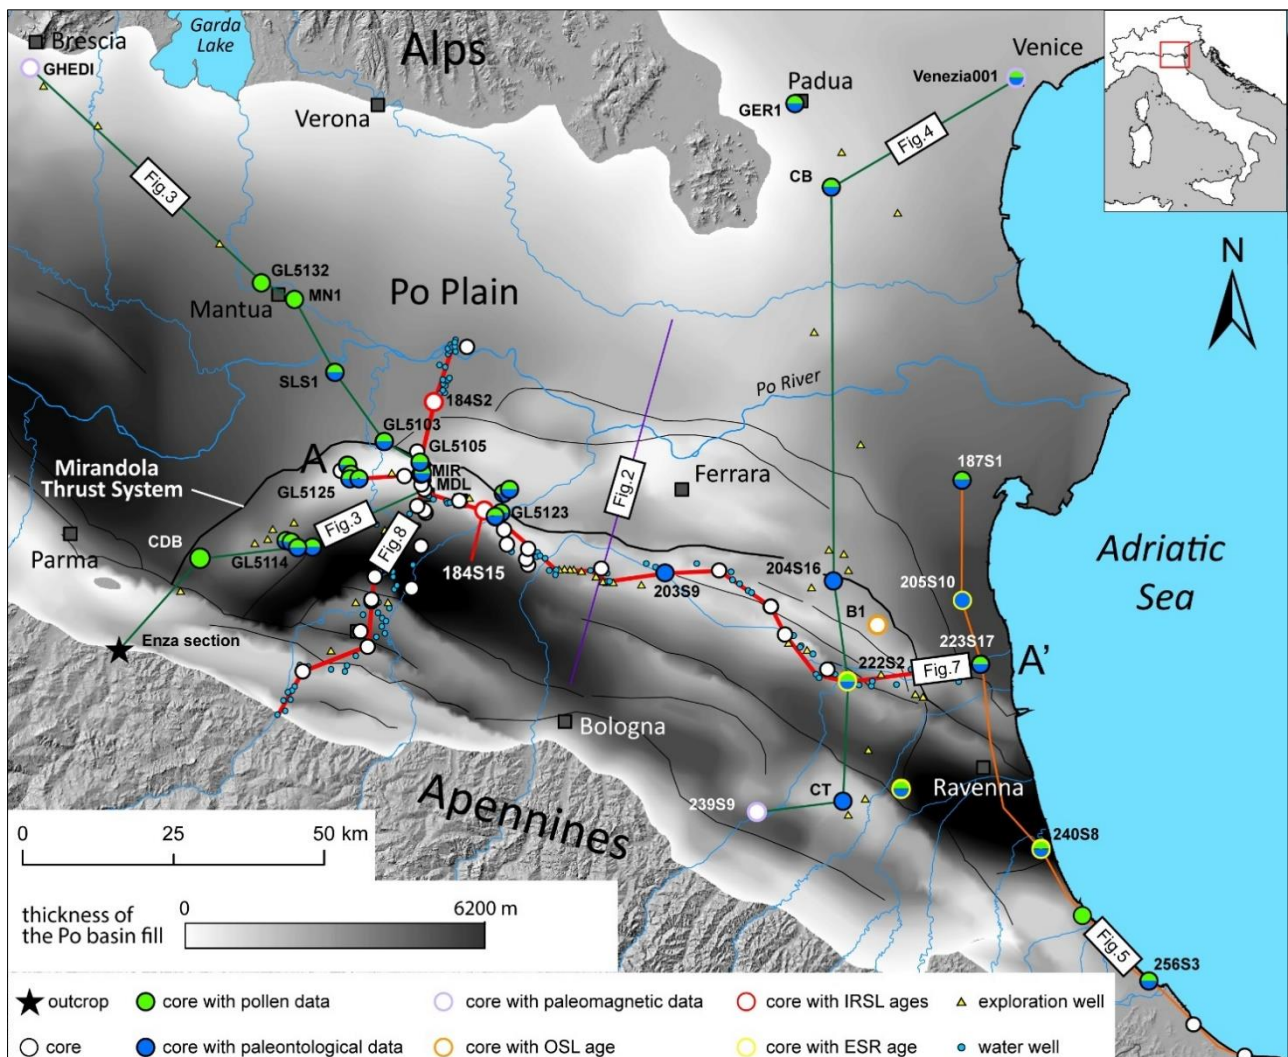 Brescia
GHEDI
Garda
Lake
Alps
Verona
Venice
Venezia001
Padua
GER1
Fig.4
CB
Fig.3
GL5132
Mantua
MN1
Po Plain
N
SLS1
Po River
184S2
GL5103
GL5105
A
MIR
MDL
Mirandola
Thrust System
GL5125
Ferrara
187S1
Fig.2
Fig.3
GL5123
Parma
CDB
GL5114
Fig.8
184S15
204S16
203S9
B1
205S10
Adriatic
Sea
Enza section
222S2
Fig.7
223S17
A'
Bologna
Ravenna
Apennines
239S9
CT
240S8
0 25 50 km
thickness of
the Po basin fill
0 6200 m
Fig.5
256S3
outcrop
core with pollen data
core with paleomagnetic data
core with IRSL ages
exploration well
core
core with paleontological data
core with OSL age
core with ESR age
water well